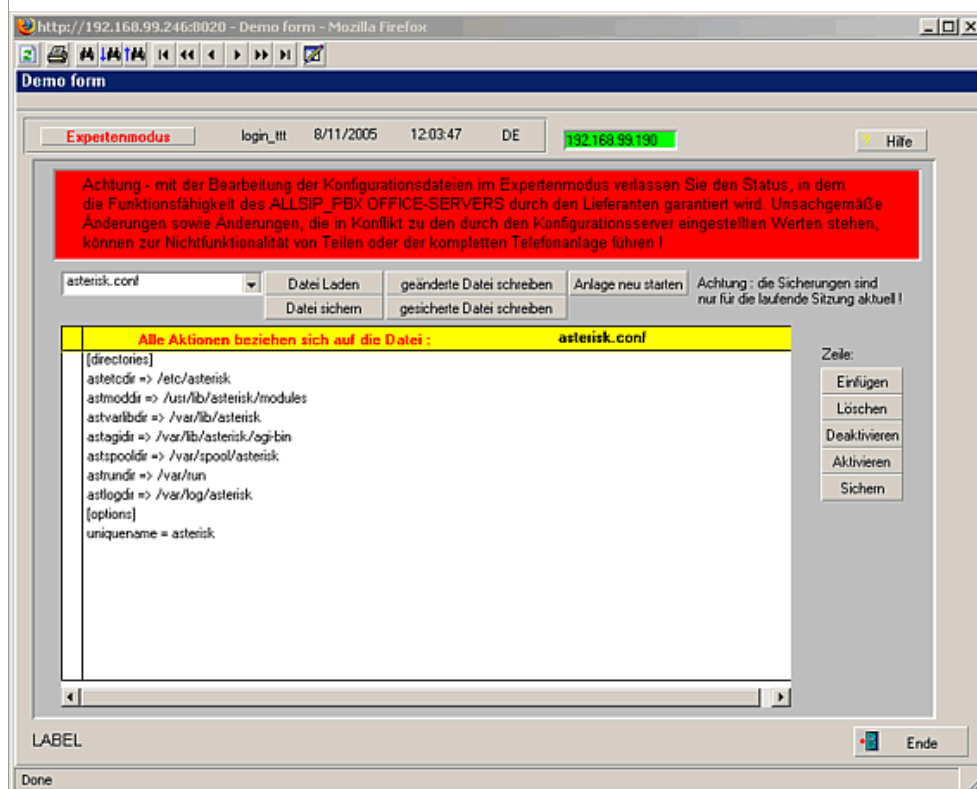 http://192.168.99.246:8020 - Demo form - Mozilla Firefox
Demo form
Expertenmodus login_ttt 8/11/2005 12:03:47 DE 192.168.99.190 ? Hilfe
Achtung - mit der Bearbeitung der Konfigurationsdateien im Expertenmodus verlassen Sie den Status, in dem
die Funktionsfähigkeit des ALLSIP_PBX OFFICE-SERVERS durch den Lieferanten garantiert wird. Unsachgemäße
Änderungen sowie Änderungen, die in Konflikt zu den durch den Konfigurationsserver eingestellten Werten stehen,
können zur Nichtfunktionalität von Teilen oder der kompletten Telefonanlage führen !
asterisk.conf Datei Laden geänderte Datei schreiben Anlage neu starten Achtung : die Sicherungen sind
Datei sichern gesicherte Datei schreiben nur für die laufende Sitzung aktuell !
Alle Aktionen beziehen sich auf die Datei : asterisk.conf
Zeile:
[directories]
astetcdir => /etc/asterisk
astmoddir => /usr/lib/asterisk/modules
astvarlibdir => /var/lib/asterisk
astagidir => /var/lib/asterisk/agi-bin
astspooldir => /var/spool/asterisk
astrundir => /var/run
astlogdir => /var/log/asterisk
[options]
uniquename = asterisk
Einfügen
Löschen
Deaktivieren
Aktivieren
Sichern
LABEL
Ende
Done